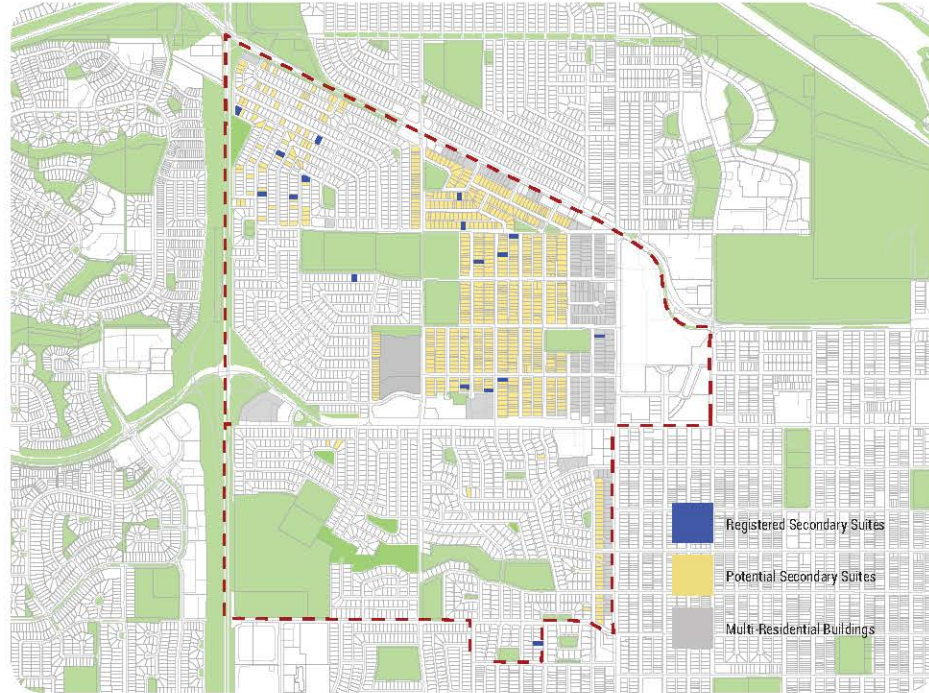 Registered Secondary Suites
Potential Secondary Suites
Multi-Residential Buildings